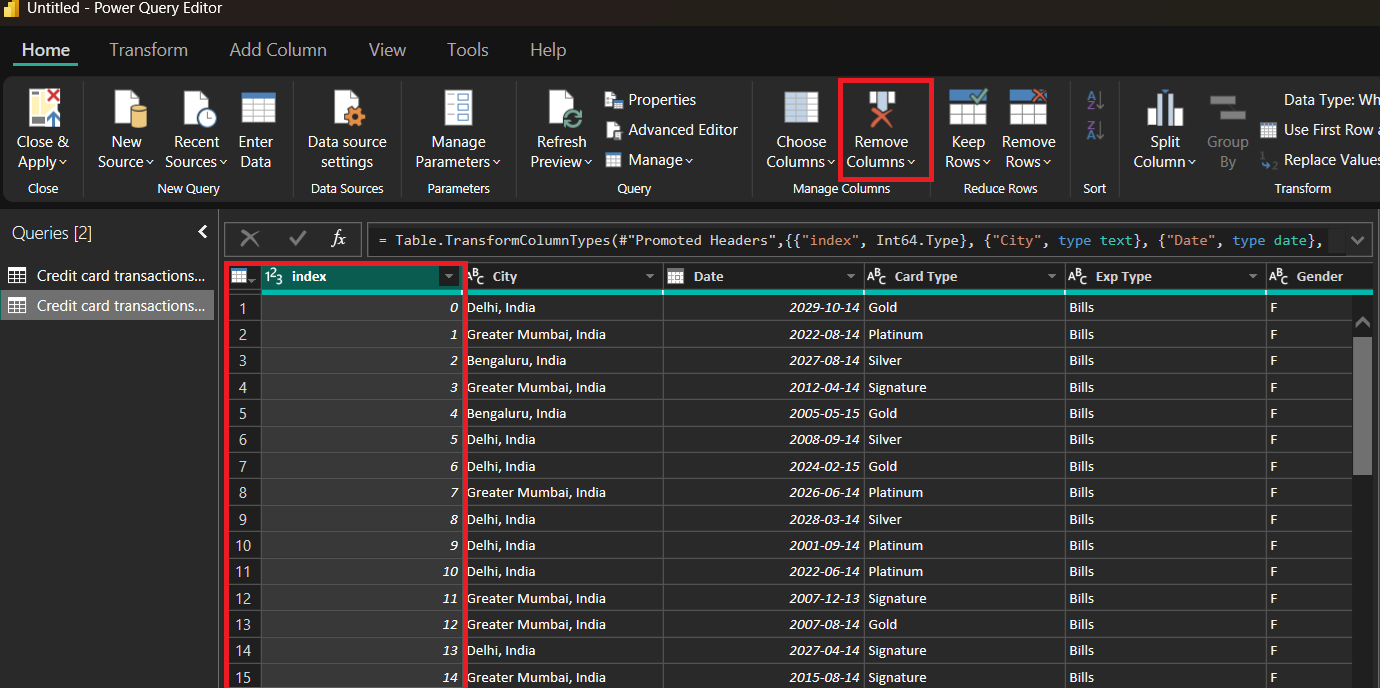 Untitled - Power Query Editor
Home Transform Add Column View Tools Help
Close & Apply
Close
New Source
Recent Sources
Enter Data
New Query
Data source settings
Data Sources
Manage Parameters
Parameters
Refresh Preview
Properties
Advanced Editor
Manage
Query
Choose Columns
Remove Columns
Manage Columns
Keep Rows
Remove Rows
Reduce Rows
A Z
Z A
Sort
Split Column
Group By
Data Type: Wh
Use First Row a
Replace Values
Transform
Queries [2]
Credit card transactions...
Credit card transactions...
fx = Table.TransformColumnTypes(#"Promoted Headers",{{"index", Int64.Type}, {"City", type text}, {"Date", type date},
123 index ABC City Date ABC Card Type ABC Exp Type ABC Gender
1 0 Delhi, India 2029-10-14 Gold Bills F
2 1 Greater Mumbai, India 2022-08-14 Platinum Bills F
3 2 Bengaluru, India 2027-08-14 Silver Bills F
4 3 Greater Mumbai, India 2012-04-14 Signature Bills F
5 4 Bengaluru, India 2005-05-15 Gold Bills F
6 5 Delhi, India 2008-09-14 Silver Bills F
7 6 Delhi, India 2024-02-15 Gold Bills F
8 7 Greater Mumbai, India 2026-06-14 Platinum Bills F
9 8 Delhi, India 2028-03-14 Silver Bills F
10 9 Delhi, India 2001-09-14 Platinum Bills F
11 10 Delhi, India 2022-06-14 Platinum Bills F
12 11 Greater Mumbai, India 2007-12-13 Signature Bills F
13 12 Greater Mumbai, India 2007-08-14 Gold Bills F
14 13 Delhi, India 2027-04-14 Signature Bills F
15 14 Greater Mumbai, India 2015-08-14 Signature Bills F